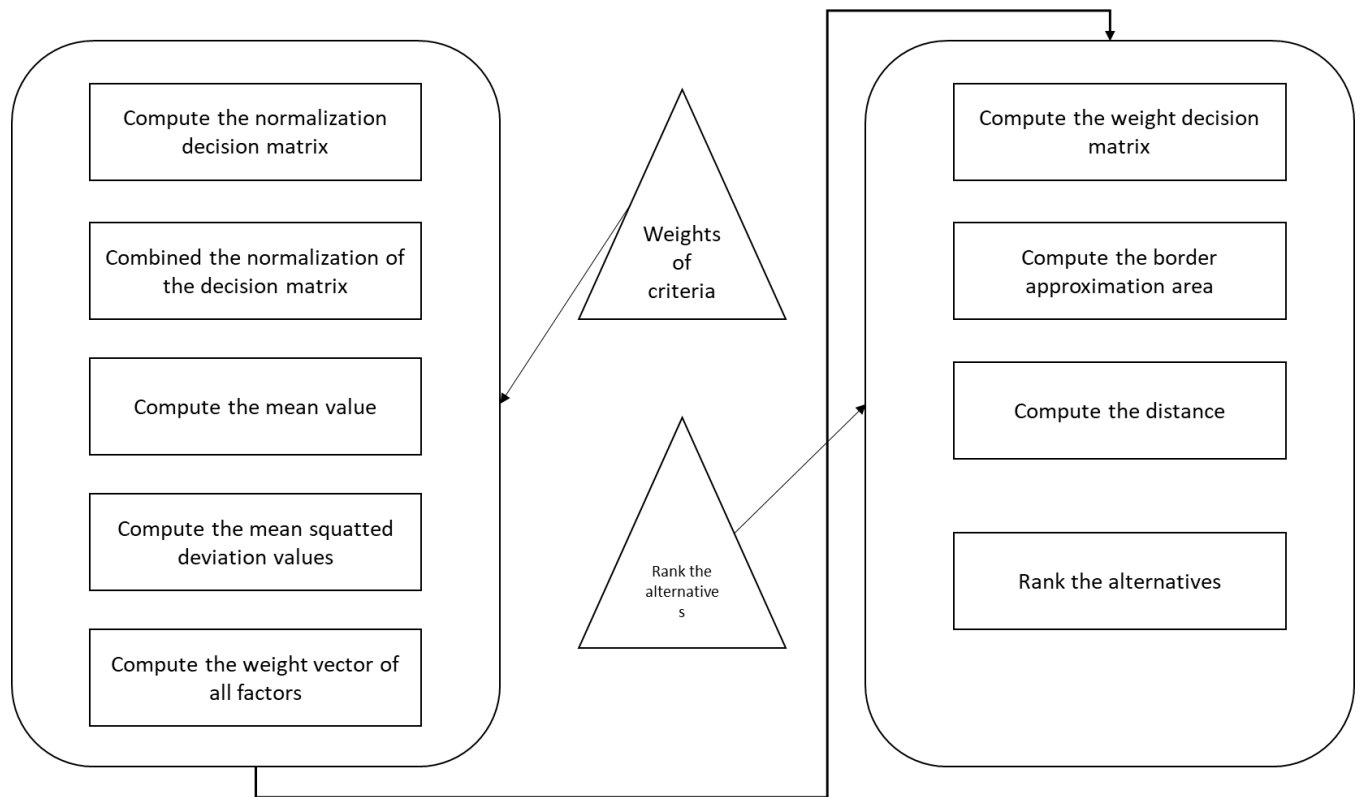 Compute the normalization
decision matrix
Combined the normalization of
the decision matrix
Compute the mean value
Compute the mean squatted
deviation values
Compute the weight vector of
all factors
Weights
of
criteria
Rank the
alternative
s
Compute the weight decision
matrix
Compute the border
approximation area
Compute the distance
Rank the alternatives